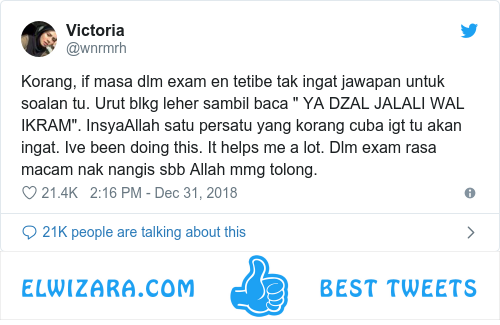 Victoria
@wnrmrh
Korang, if masa dlm exam en tetibe tak ingat jawapan untuk
soalan tu. Urut blkg leher sambil baca " YA DZAL JALALI WAL
IKRAM". InsyaAllah satu persatu yang korang cuba igt tu akan
ingat. Ive been doing this. It helps me a lot. Dlm exam rasa
macam nak nangis sbb Allah mmg tolong.
21.4K 2:16 PM - Dec 31, 2018
21K people are talking about this
ELWIZARA.COM BEST TWEETS